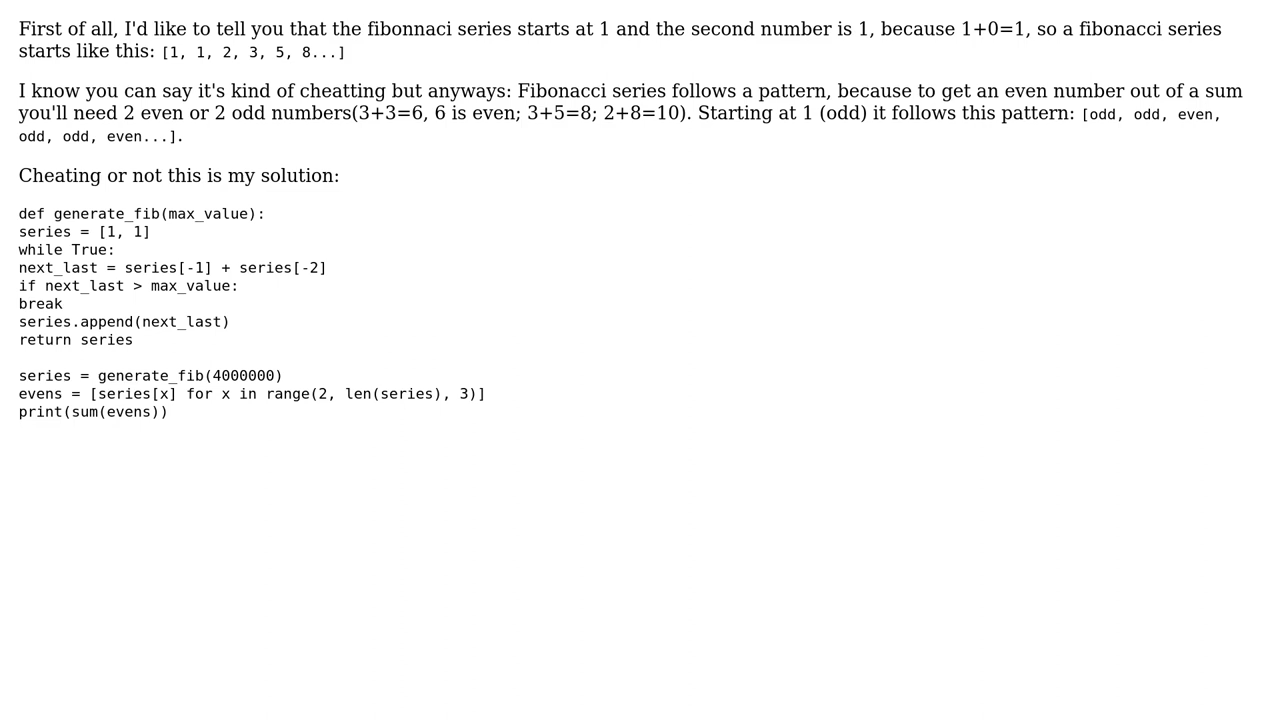 First of all, I'd like to tell you that the fibonnaci series starts at 1 and the second number is 1, because 1+0=1, so a fibonacci series
starts like this: [1, 1, 2, 3, 5, 8...]
I know you can say it's kind of cheatting but anyways: Fibonacci series follows a pattern, because to get an even number out of a sum
you'll need 2 even or 2 odd numbers(3+3=6, 6 is even; 3+5=8; 2+8=10). Starting at 1 (odd) it follows this pattern: [odd, odd, even,
odd, odd, even...].
Cheating or not this is my solution:
def generate_fib(max_value):
series = [1, 1]
while True:
next_last = series[-1] + series[-2]
if next_last > max_value:
break
series.append(next_last)
return series
series = generate_fib(4000000)
evens = [series[x] for x in range(2, len(series), 3)]
print(sum(evens))